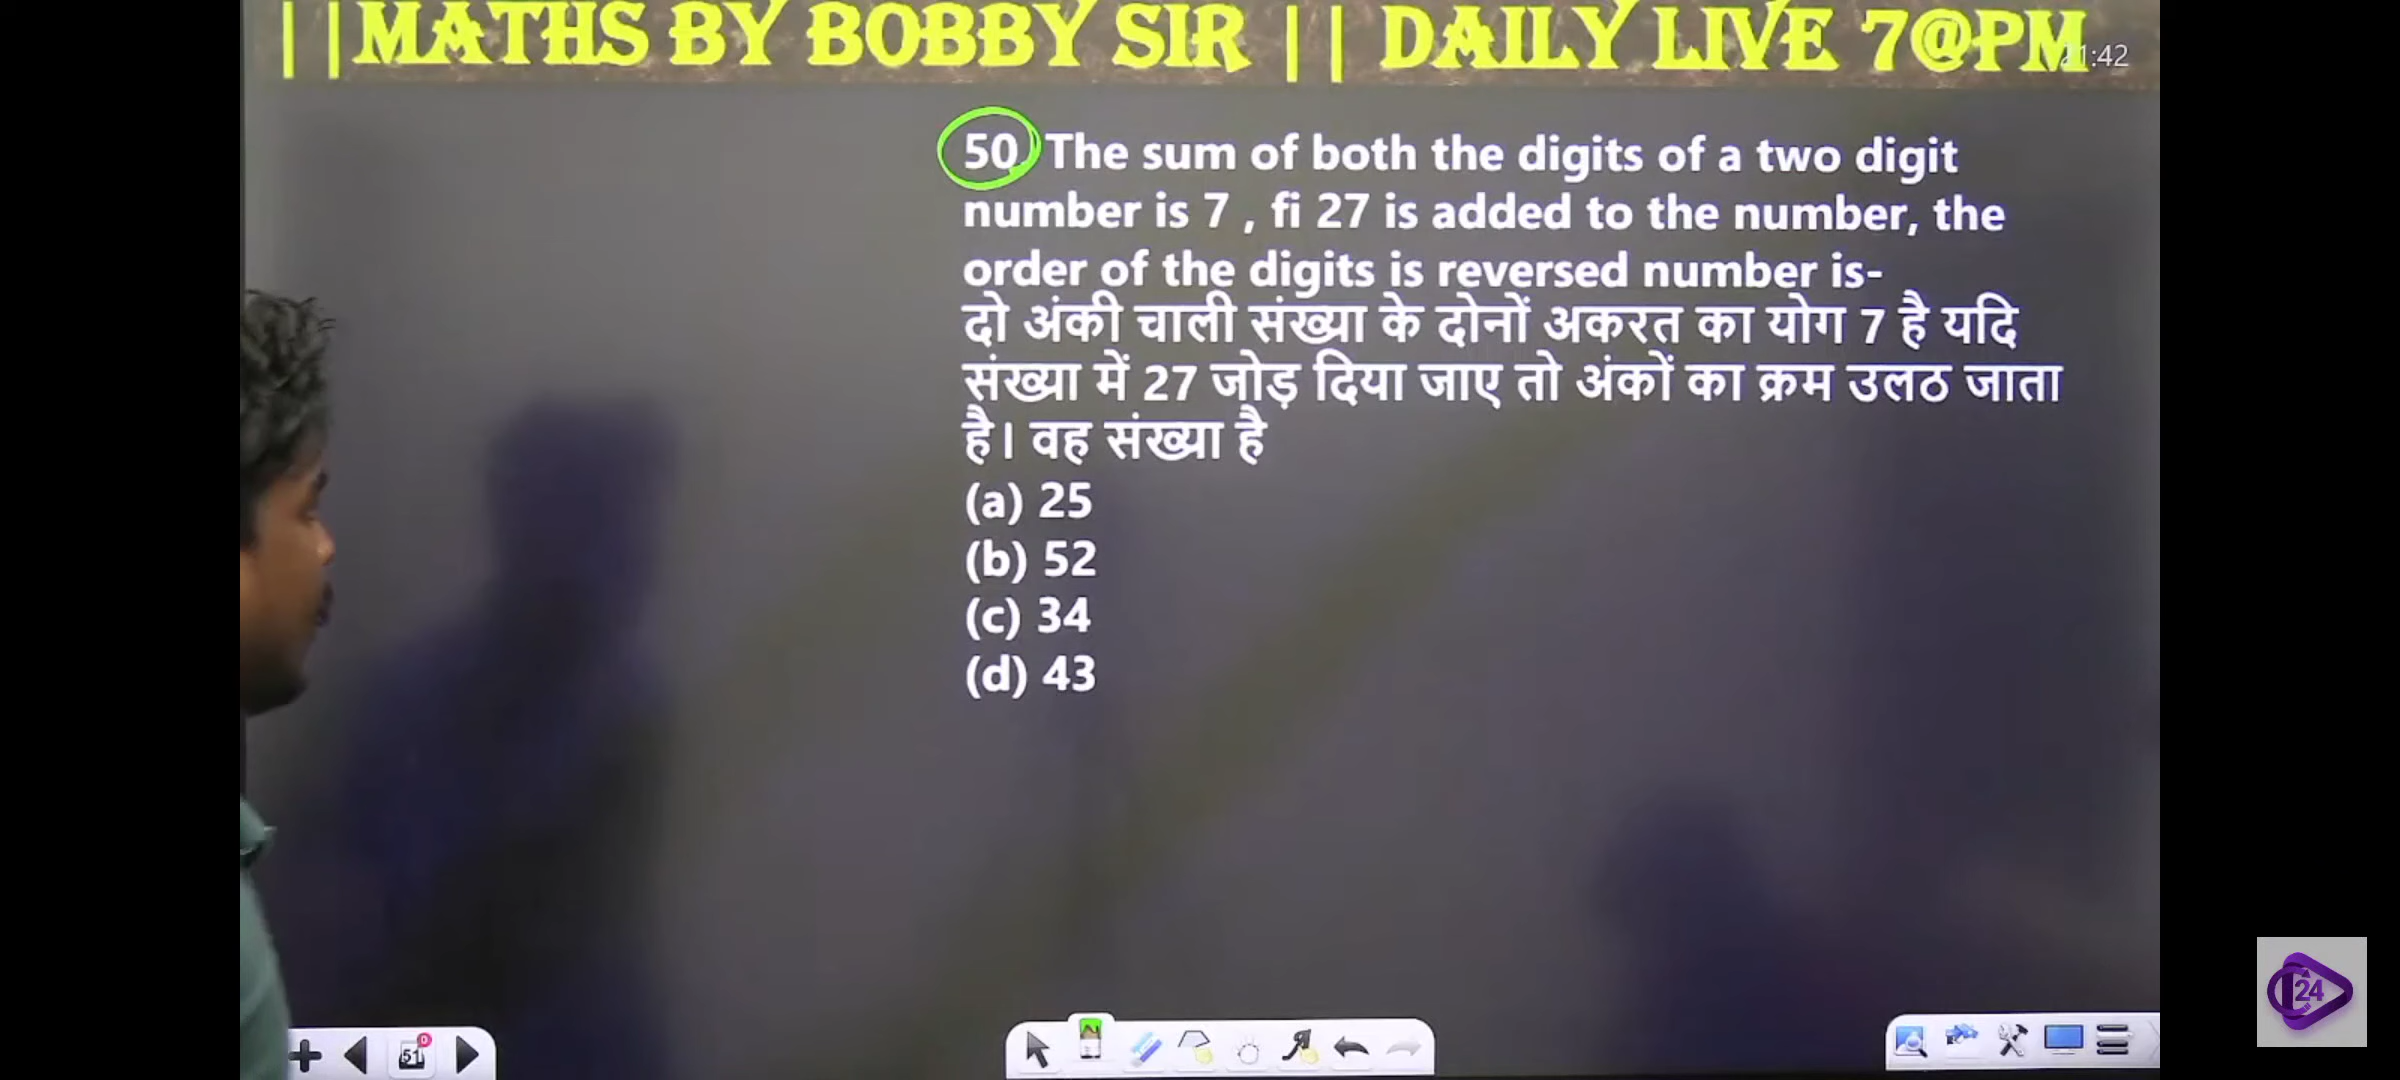 ||MATHS BY BOBBY SIR || DAILY LIVE 7@PM
:42
50. The sum of both the digits of a two digit
number is 7 , fi 27 is added to the number, the
order of the digits is reversed number is-
दो अंकी चाली संख्या के दोनों अकरत का योग 7 है यदि
संख्या में 27 जोड़ दिया जाए तो अंकों का क्रम उलठ जाता
है। वह संख्या है
(a) 25
(b) 52
(c) 34
(d) 43
24
51
0